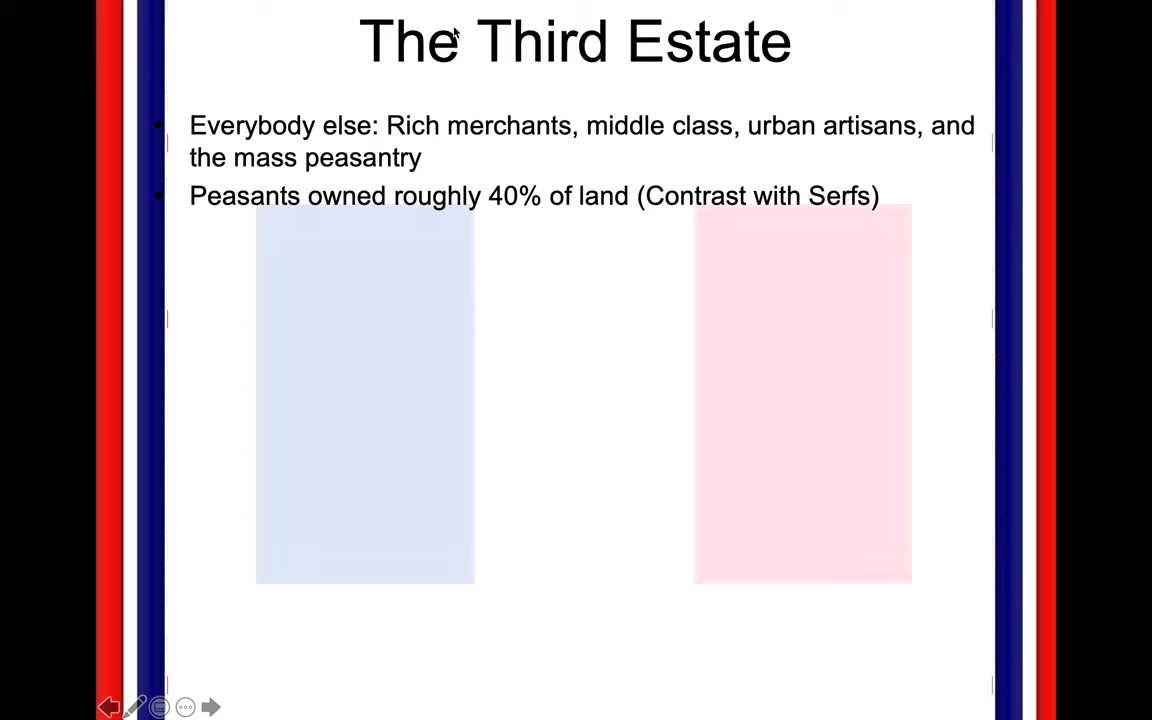 The Third Estate
• Everybody else: Rich merchants, middle class, urban artisans, and
the mass peasantry
• Peasants owned roughly 40% of land (Contrast with Serfs)